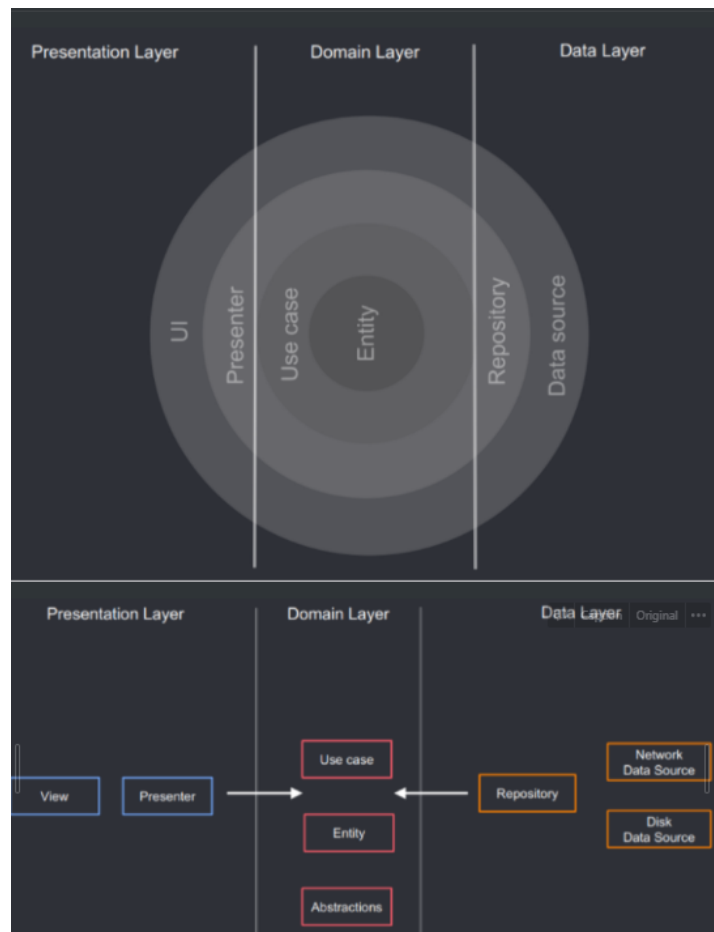 Presentation Layer
Domain Layer
Data Layer
UI
Presenter
Use case
Entity
Repository
Data source
Presentation Layer
Domain Layer
Data Layer
Original
Use case
Network
Data Source
View
Presenter
Repository
Entity
Disk
Data Source
Abstractions